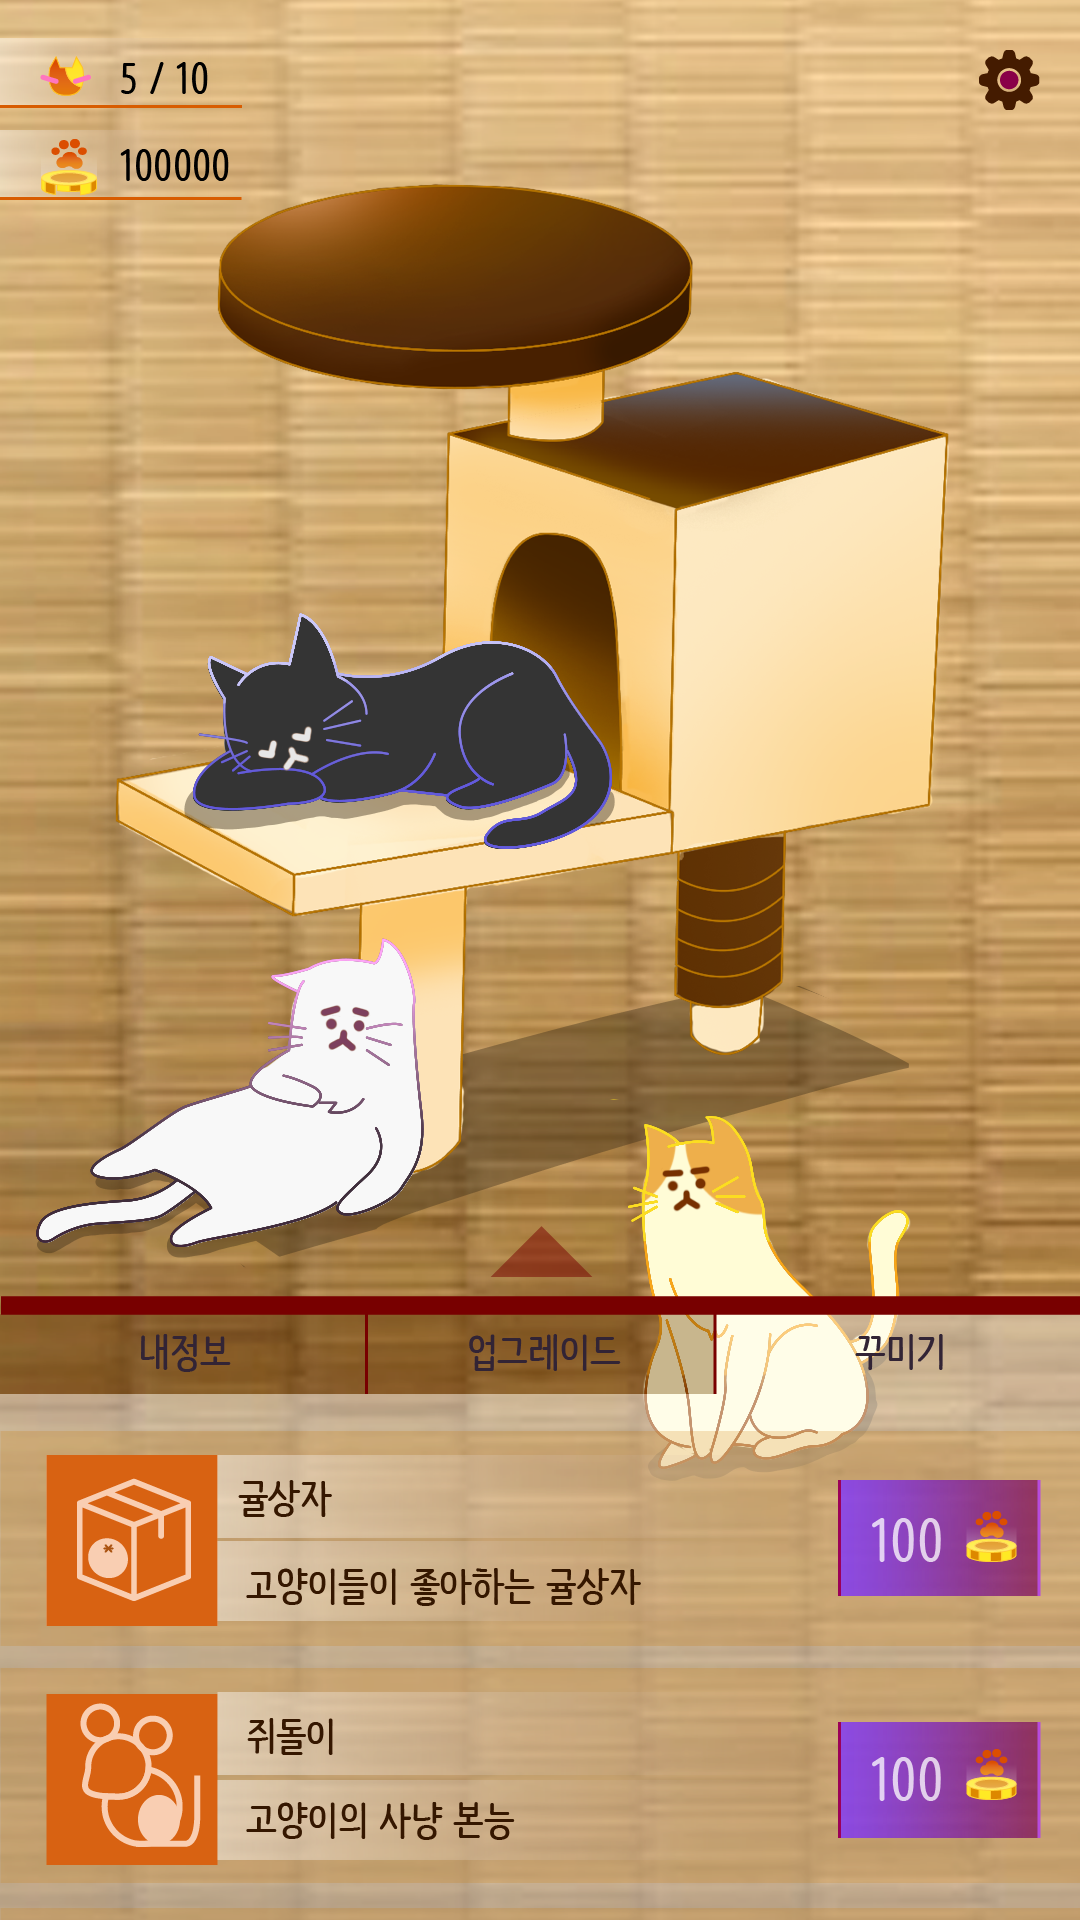 5 / 10
100000
내정보
업그레이드
꾸미기
귤상자
고양이들이 좋아하는 귤상자
100
쥐돌이
고양이의 사냥 본능
100